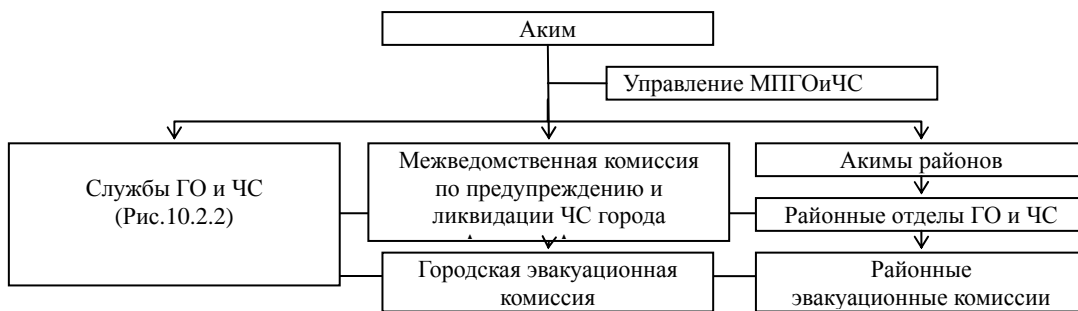 Аким
Управление МПГОиЧС
Службы ГО и ЧС
(Рис.10.2.2)
Межведомственная комиссия
по предупреждению и
ликвидации ЧС города
Акимы районов
Районные отделы ГО и ЧС
Городская эвакуационная
комиссия
Районные
эвакуационные комиссии